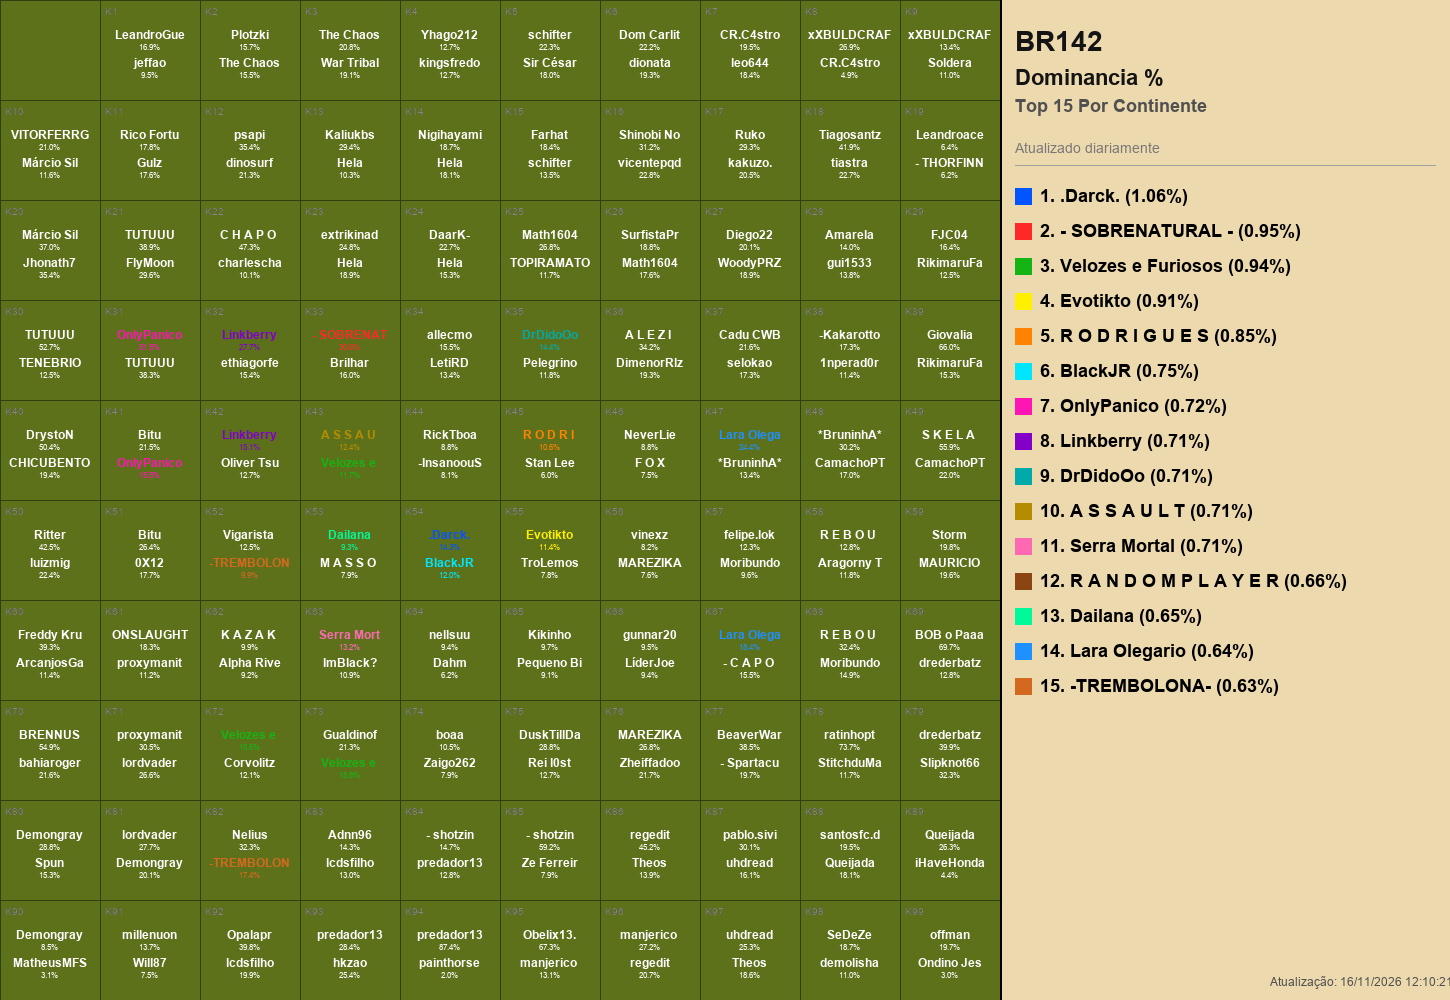 K1 K2 K3 K4 K5 K6 K7 K8 K9
LeandroGue Plotzki The Chaos Yhago212 schifter Dom Carlit CR.C4stro xXBULDCRAF xXBULDCRAF
16.9% 15.7% 20.8% 12.7% 22.3% 22.2% 19.5% 26.9% 13.4%
jeffao The Chaos War Tribal kingsfredo Sir César dionata leo644 CR.C4stro Soldera
9.5% 15.5% 19.1% 12.7% 18.0% 19.3% 18.4% 4.9% 11.0%
K10 K11 K12 K13 K14 K15 K16 K17 K18 K19
VITORFERRG Rico Fortu psapi Kaliukbs Nigihayami Farhat Shinobi No Ruko Tiagosantz Leandroace
21.0% 17.8% 35.4% 29.4% 18.7% 18.4% 31.2% 29.3% 41.9% 6.4%
Márcio Sil Gulz dinosurf Hela Hela schifter vicentepqd kakuzo. tiastra - THORFINN
11.6% 17.6% 21.3% 10.3% 18.1% 13.5% 22.8% 20.5% 22.7% 6.2%
K20 K21 K22 K23 K24 K25 K26 K27 K28 K29
Márcio Sil TUTUUU C H A P O extrikinad DaarK- Math1604 SurfistaPr Diego22 Amarela FJC04
37.0% 38.9% 47.3% 24.8% 22.7% 26.8% 18.8% 20.1% 14.0% 16.4%
Jhonath7 FlyMoon charlescha Hela Hela TOPIRAMATO Math1604 WoodyPRZ gui1533 RikimaruFa
35.4% 29.6% 10.1% 18.9% 15.3% 11.7% 17.6% 18.9% 13.8% 12.5%
K30 K31 K32 K33 K34 K35 K36 K37 K38 K39
TUTUUU OnlyPanico Linkberry - SOBRENAT allecmo DrDidoOo A L E Z I Cadu CWB -Kakarotto Giovalia
52.7% 27.7% 15.5% 14.4% 34.2% 21.6% 17.3% 66.0%
TENEBRIO TUTUUU ethiagorfe Brilhar LetiRD Pelegrino DimenorRlz selokao 1nperad0r RikimaruFa
12.5% 38.3% 15.4% 16.0% 13.4% 11.8% 19.3% 17.3% 11.4% 15.3%
K40 K41 K42 K43 K44 K45 K46 K47 K48 K49
DrystoN Bitu Linkberry A S S A U RickTboa R O D R I NeverLie Lara Olega *BruninhA* S K E L A
50.4% 21.5% 15.1% 12.4% 8.8% 10.6% 8.8% 24.4% 30.2% 55.9%
CHICUBENTO OnlyPanico Oliver Tsu Velozes e -InsanoouS Stan Lee F O X *BruninhA* CamachoPT CamachoPT
19.4% 12.7% 11.7% 8.1% 6.0% 7.5% 13.4% 17.0% 22.0%
K50 K51 K52 K53 K54 K55 K56 K57 K58 K59
Ritter Bitu Vigarista Dailana .Darck. Evotikto vinexz felipe.lok R E B O U Storm
42.5% 26.4% 12.5% 9.3% 11.4% 8.2% 12.3% 12.8% 19.8%
luizmig 0X12 -TREMBOLON M A S S O BlackJR TroLemos MAREZIKA Moribundo Aragorny T MAURICIO
22.4% 17.7% 9.9% 7.9% 12.0% 7.8% 7.6% 9.6% 11.8% 19.6%
K60 K61 K62 K63 K64 K65 K66 K67 K68 K69
Freddy Kru ONSLAUGHT K A Z A K Serra Mort nellsuu Kikinho gunnar20 Lara Olega R E B O U BOB o Paaa
39.3% 18.3% 9.9% 13.2% 9.4% 9.7% 9.5% 18.4% 32.4% 69.7%
ArcanjosGa proxymanit Alpha Rive ImBlack? Dahm Pequeno Bi LíderJoe - C A P O Moribundo drederbatz
11.4% 11.2% 9.2% 10.9% 6.2% 9.1% 9.4% 15.5% 14.9% 12.8%
K70 K71 K72 K73 K74 K75 K76 K77 K78 K79
BRENNUS proxymanit Velozes e Gualdinof boaa DuskTillDa MAREZIKA BeaverWar ratinhopt drederbatz
54.9% 30.5% 21.3% 10.5% 28.8% 26.8% 38.5% 73.7% 39.9%
bahiaroger lordvader Corvolitz Velozes e Zaigo262 Rei l0st Zheiffadoo - Spartacu StitchduMa Slipknot66
21.6% 26.6% 12.1% 7.9% 12.7% 21.7% 19.7% 11.7% 32.3%
K80 K81 K82 K83 K84 K85 K86 K87 K88 K89
Demongray lordvader Nelius Adnn96 - shotzin - shotzin regedit pablo.sivi santosfc.d Queijada
28.8% 27.7% 32.3% 14.3% 14.7% 59.2% 45.2% 30.1% 19.5% 26.3%
Spun Demongray -TREMBOLON lcdsfilho predador13 Ze Ferreir Theos uhdread Queijada iHaveHonda
15.3% 20.1% 17.4% 13.0% 12.8% 7.9% 13.9% 16.1% 18.1% 4.4%
K90 K91 K92 K93 K94 K95 K96 K97 K98 K99
Demongray millenuon Opalapr predador13 predador13 Obelix13. manjerico uhdread SeDeZe offman
8.5% 13.7% 39.8% 28.4% 87.4% 67.3% 27.2% 25.3% 18.7% 19.7%
MatheusMFS Will87 lcdsfilho hkzao painthorse manjerico regedit Theos demolisha Ondino Jes
3.1% 7.5% 19.9% 25.4% 2.0% 13.1% 20.7% 18.6% 11.0% 3.0%
BR142
Dominancia %
Top 15 Por Continente
Atualizado diariamente
1. .Darck. (1.06%)
2. - SOBRENATURAL - (0.95%)
3. Velozes e Furiosos (0.94%)
4. Evotikto (0.91%)
5. R O D R I G U E S (0.85%)
6. BlackJR (0.75%)
7. OnlyPanico (0.72%)
8. Linkberry (0.71%)
9. DrDidoOo (0.71%)
10. A S S A U L T (0.71%)
11. Serra Mortal (0.71%)
12. R A N D O M P L A Y E R (0.66%)
13. Dailana (0.65%)
14. Lara Olegario (0.64%)
15. -TREMBOLONA- (0.63%)
Atualização: 16/11/2026 12:10:21